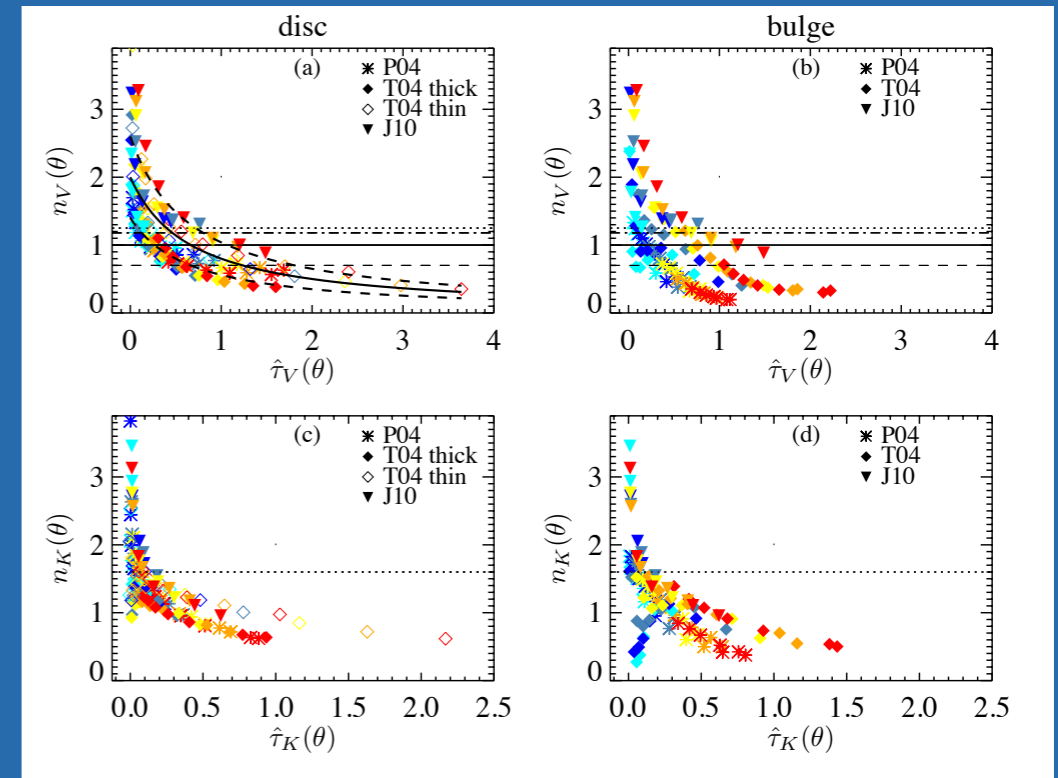 disc
bulge
(a)
P04
T04 thick
T04 thin
J10
(b)
P04
T04
J10
n_V(θ)
3
2
1
0
n_V(θ)
3
2
1
0
0 1 2 3 4
0 1 2 3 4
τ̂_V(θ)
τ̂_V(θ)
(c)
P04
T04 thick
T04 thin
J10
(d)
P04
T04
J10
n_K(θ)
3
2
1
0
n_K(θ)
3
2
1
0
0.0 0.5 1.0 1.5 2.0 2.5
0.0 0.5 1.0 1.5 2.0 2.5
τ̂_K(θ)
τ̂_K(θ)